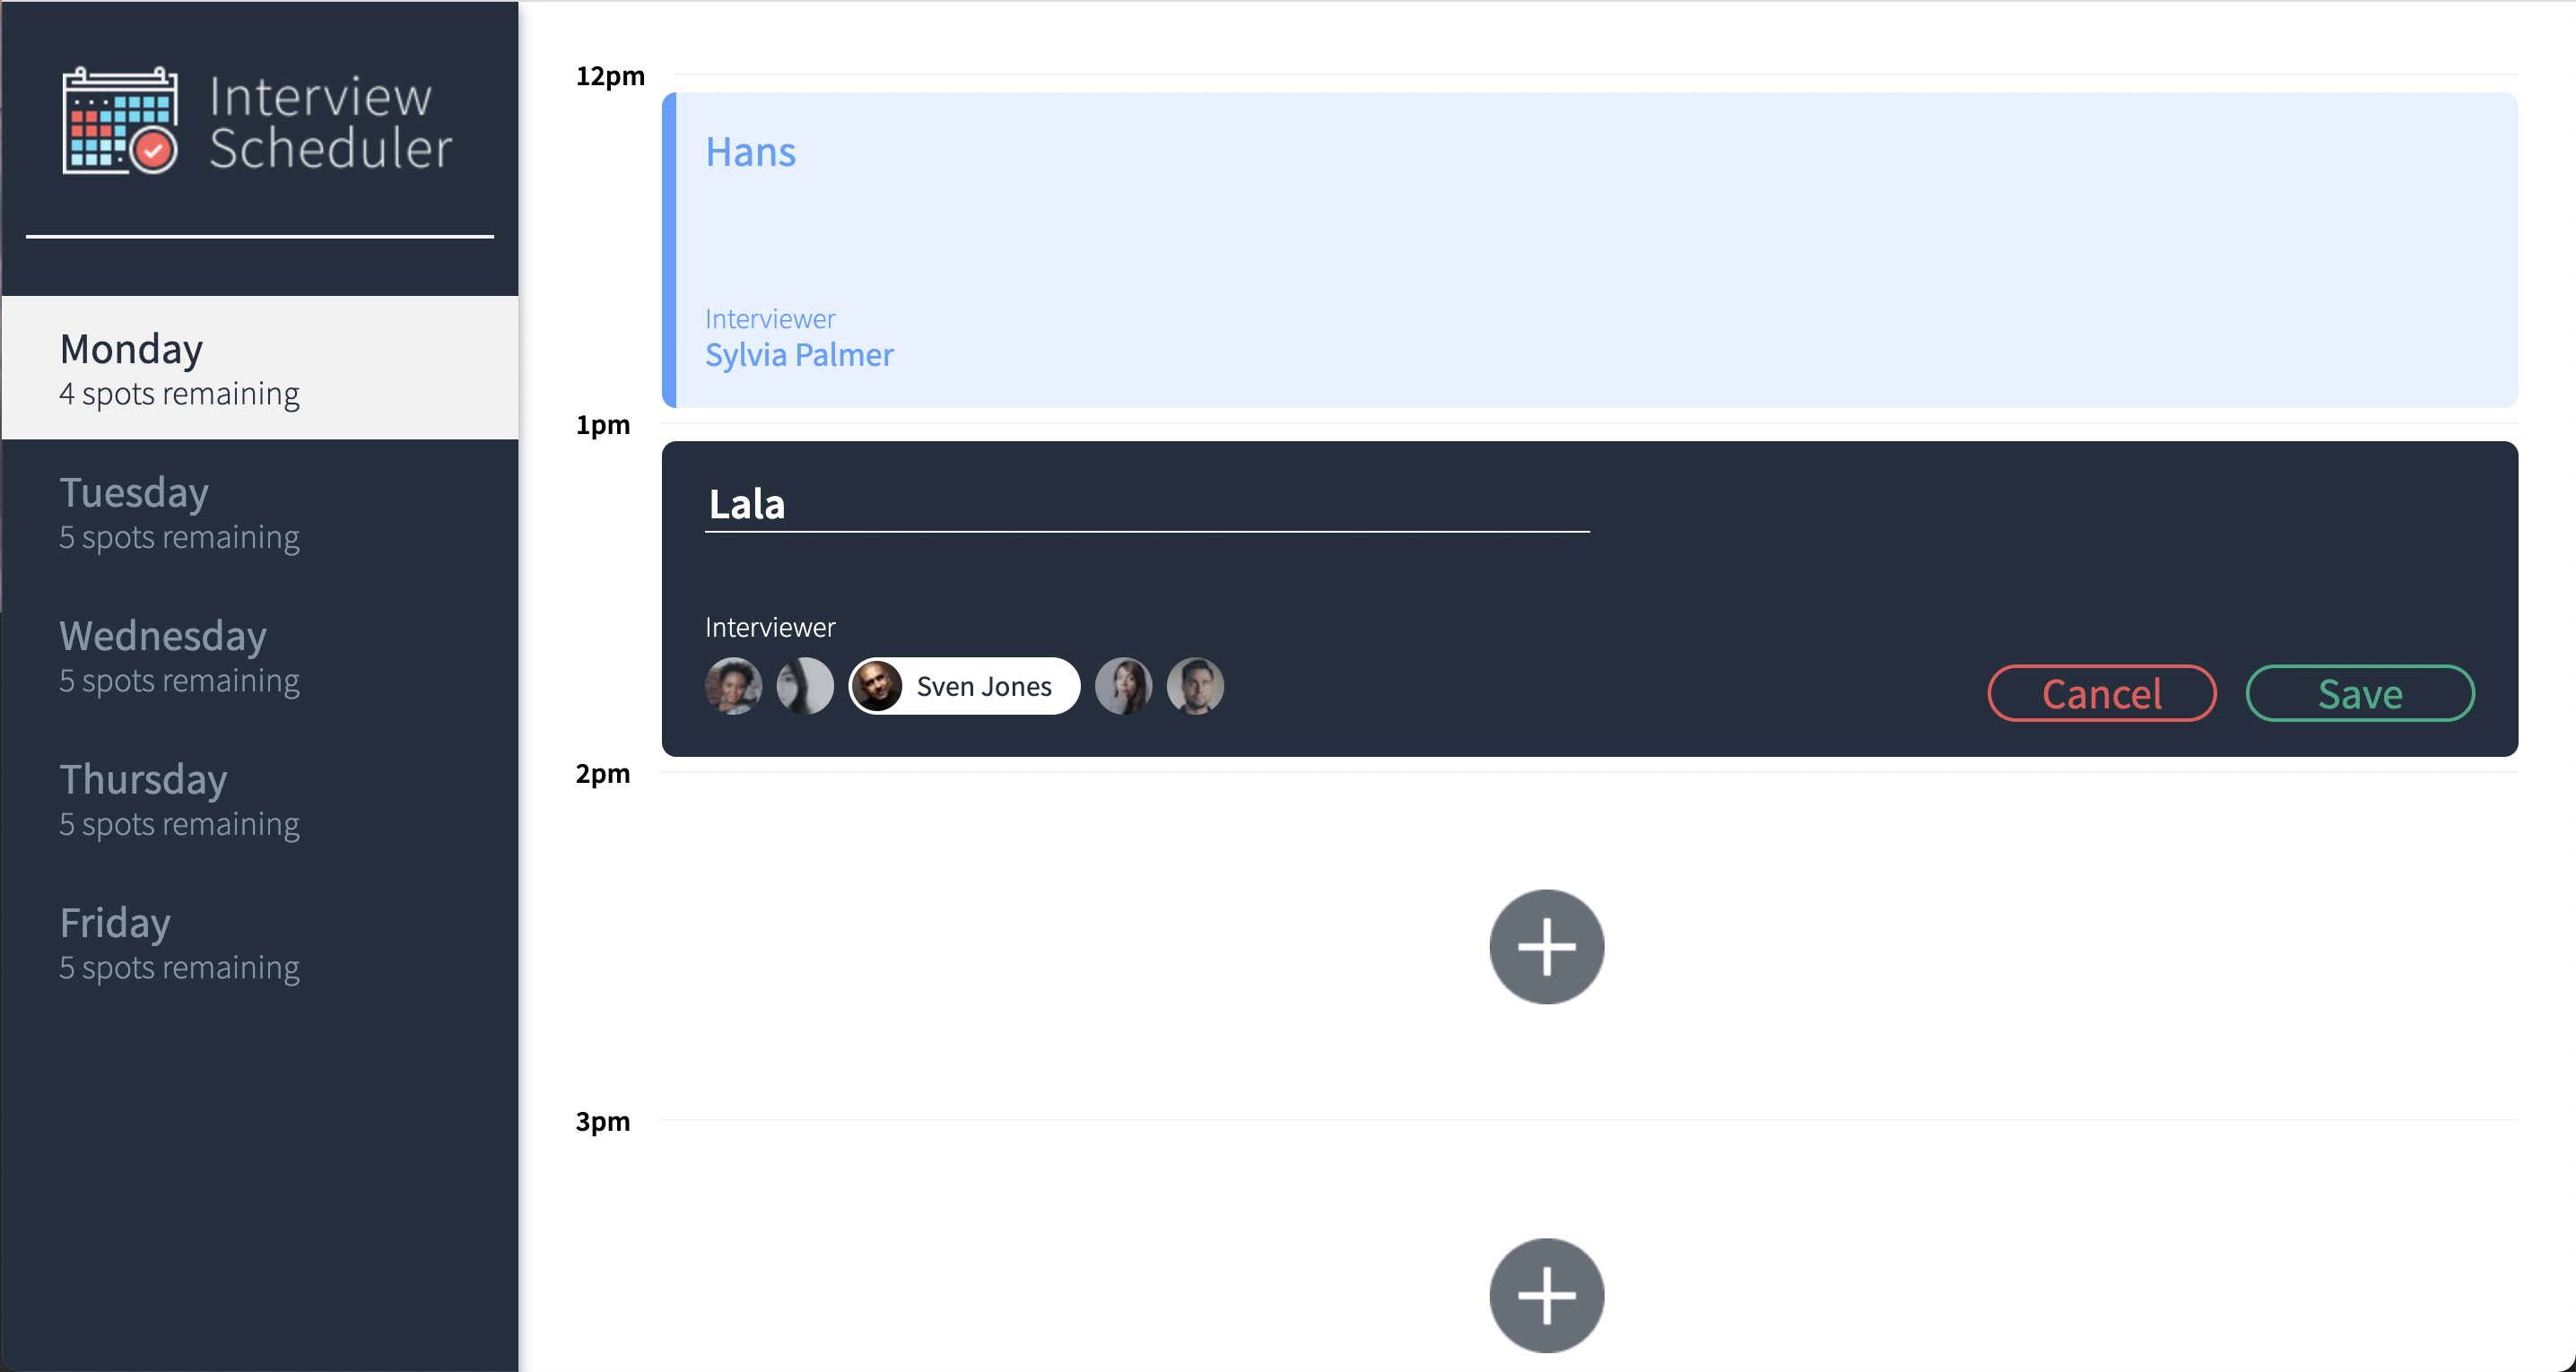 Interview
Scheduler
Monday
4 spots remaining
Tuesday
5 spots remaining
Wednesday
5 spots remaining
Thursday
5 spots remaining
Friday
5 spots remaining
12pm
Hans
Interviewer
Sylvia Palmer
1pm
Lala
Interviewer
Sven Jones
Cancel
Save
2pm
3pm